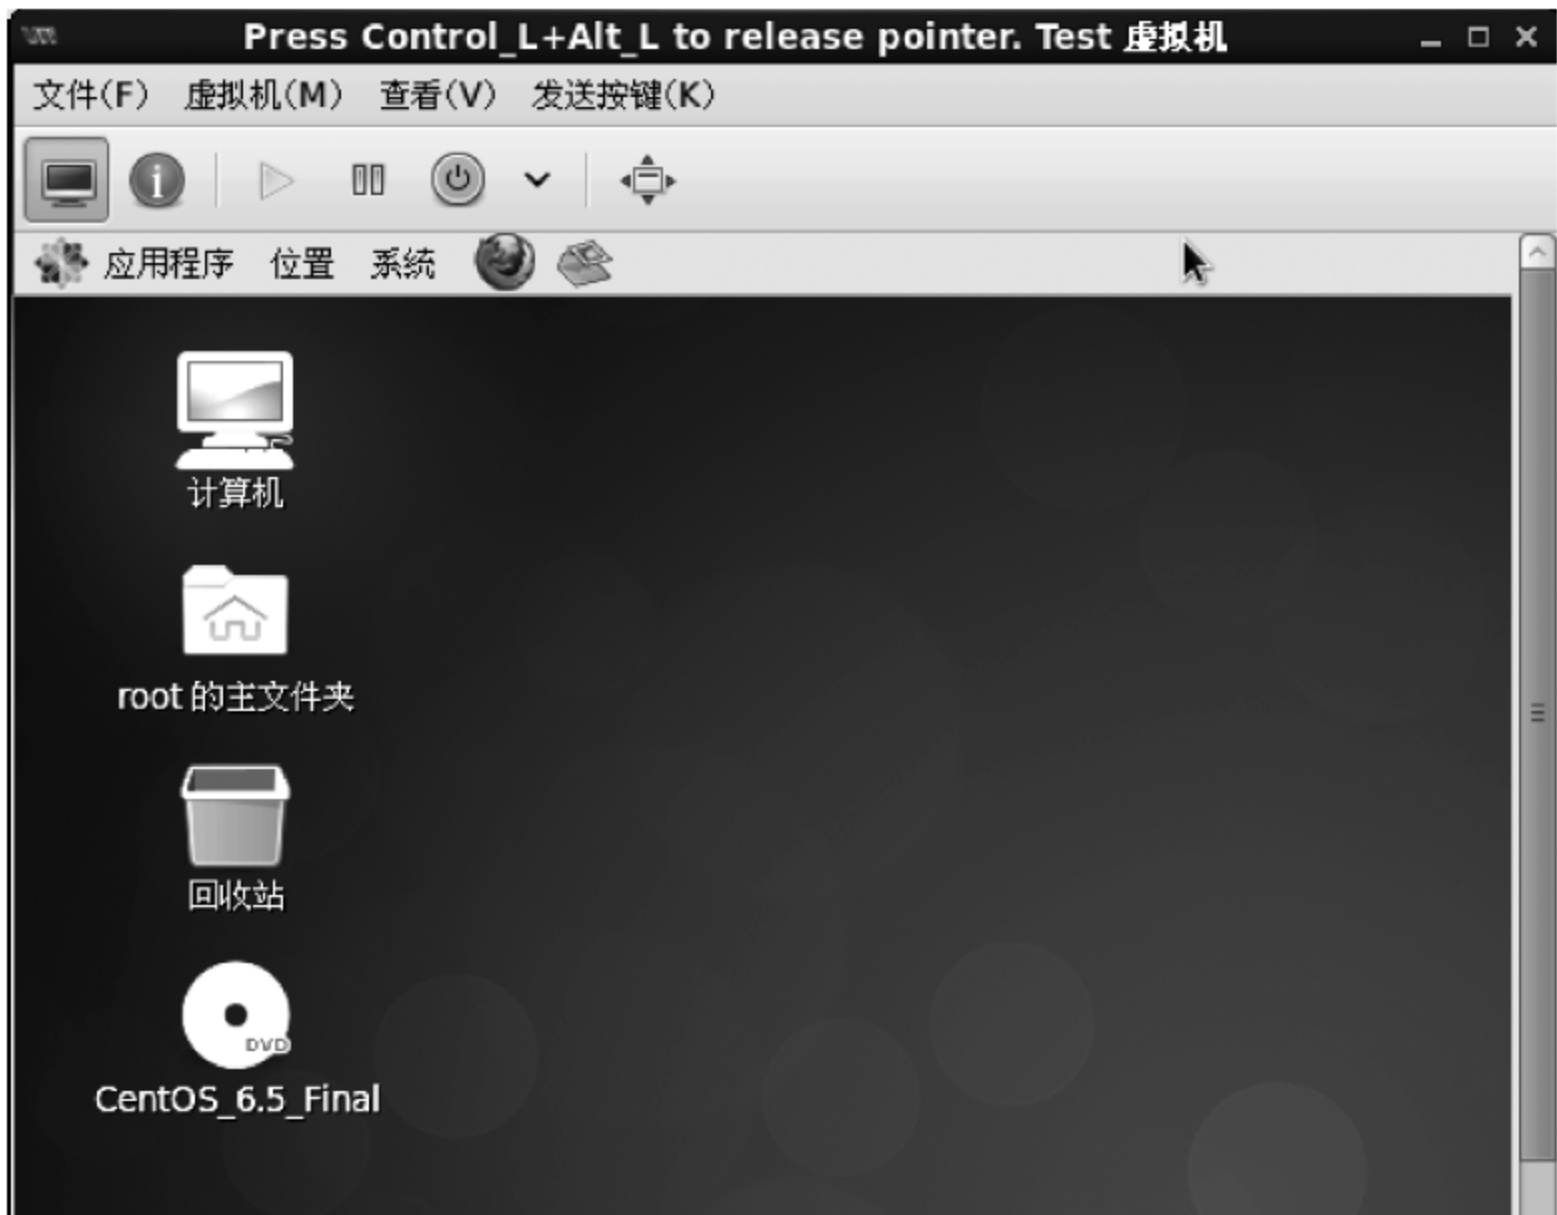 Press Control_L+Alt_L to release pointer. Test 虚拟机
文件(F) 虚拟机(M) 查看(V) 发送按键(K)
应用程序 位置 系统
计算机
root 的主文件夹
回收站
DVD
CentOS_6.5_Final